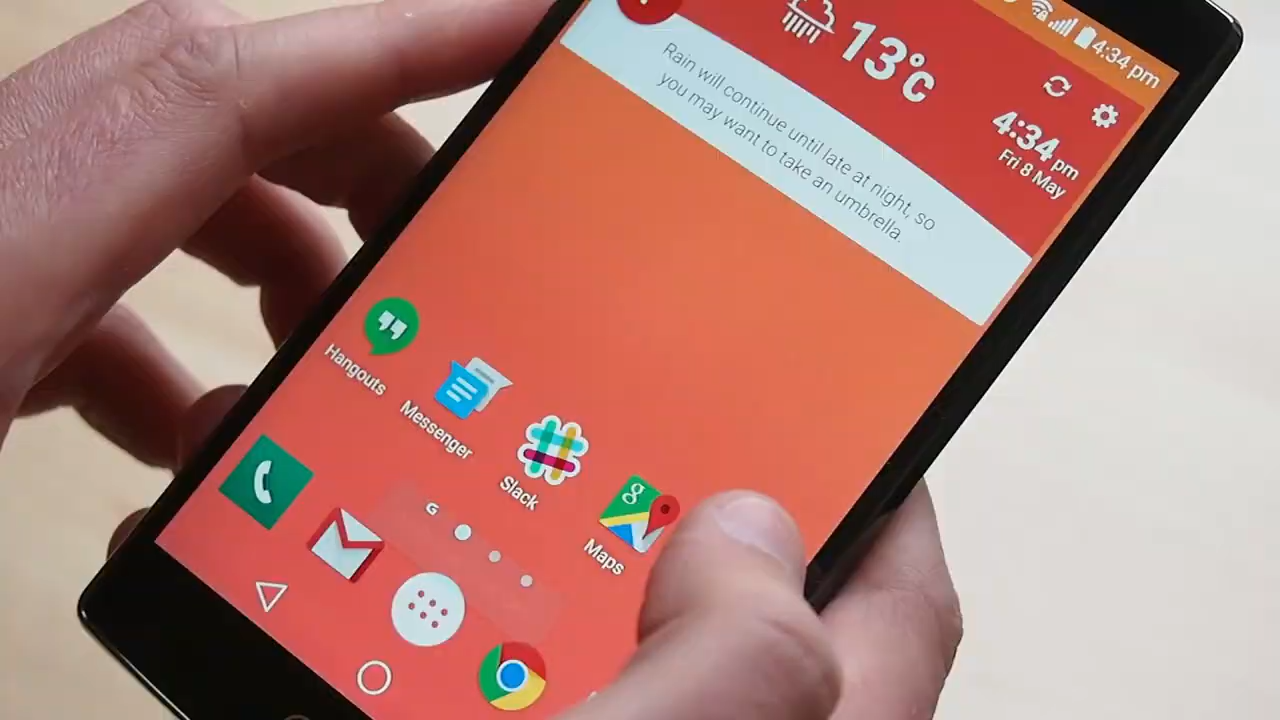 4:34 pm
13°C
4:34 pm
Fri 8 May
Rain will continue until late at night, so
you may want to take an umbrella.
Hangouts
Messenger
Slack
g
Maps
G